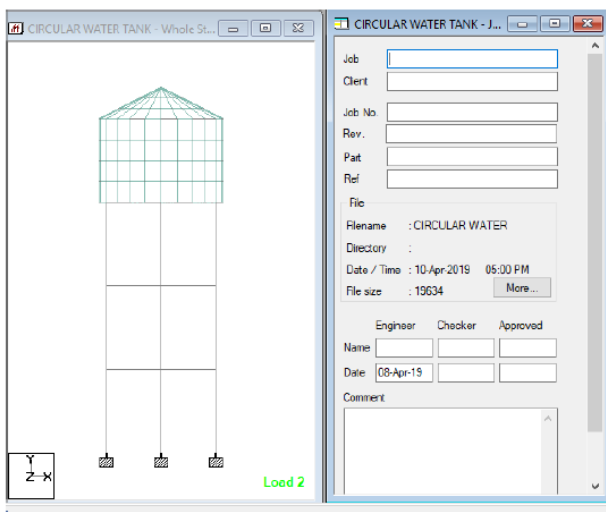 CIRCULAR WATER TANK - Whole St...
CIRCULAR WATER TANK - J...
Job
Client
Job No.
Rev.
Part
Ref
File
Filename : CIRCULAR WATER
Directory :
Date / Time : 10-Apr-2019 05:00 PM
File size : 19634 More...
Engineer Checker Approved
Name
Date 08-Apr-19
Comment
Y
Z X
Load 2